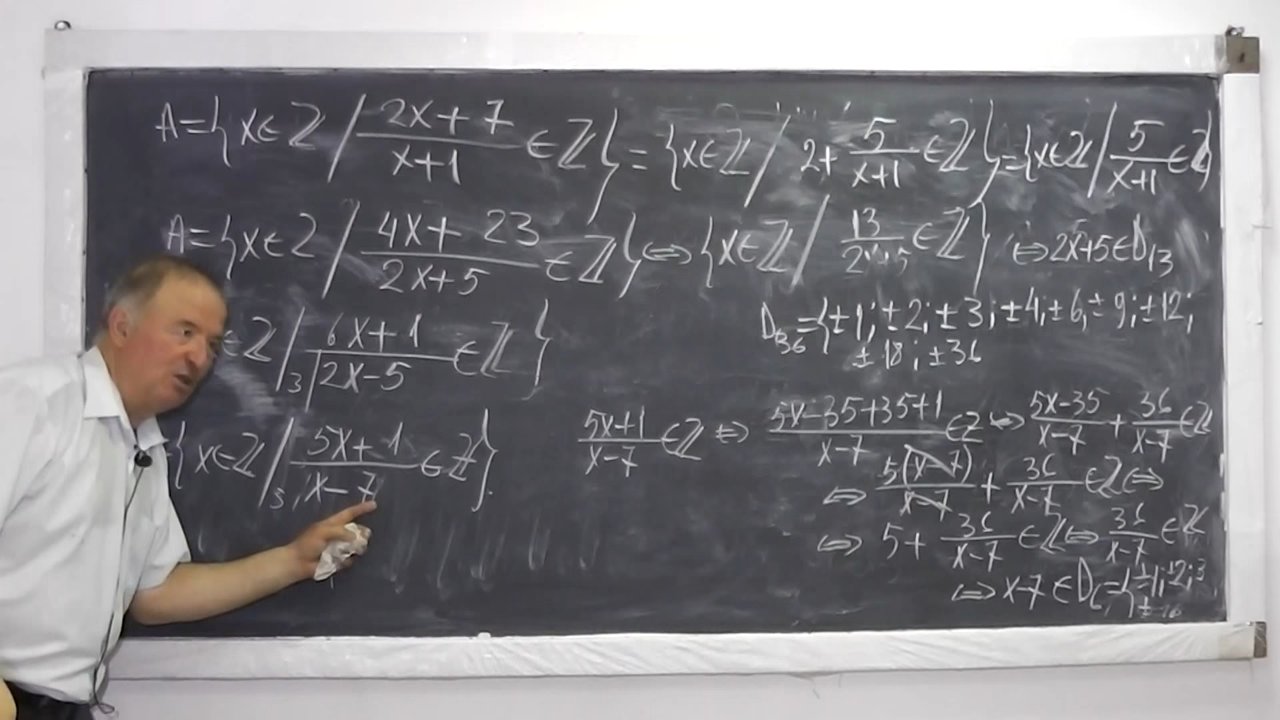 A={x∈Z / 2x+7/x+1 ∈Z} = {x∈Z / 2+ 5/x+1 ∈Z} = {x∈Z / 5/x+1 ∈Z}
A={x∈Z / 4x+23/2x+5 ∈Z} ⇔ {x∈Z / 13/2x+5 ∈Z} ⇔ 2x+5∈D13
∈Z / 3 6x+1/2x-5 ∈Z}
D36={±1; ±2; ±3; ±4; ±6; ±9; ±12;
±18; ±36
{x∈Z / 5x+1/x-7 ∈Z}.
5x+1/x-7 ∈Z ⇔ 5x-35+35+1/x-7 ∈Z ⇔ 5x-35/x-7 + 36/x-7 ∈Z
⇔ 5(x-7)/x-7 + 36/x-7 ∈Z ⇔
⇔ 5+ 36/x-7 ∈Z ⇔ 36/x-7 ∈Z
⇔ x-7 ∈D